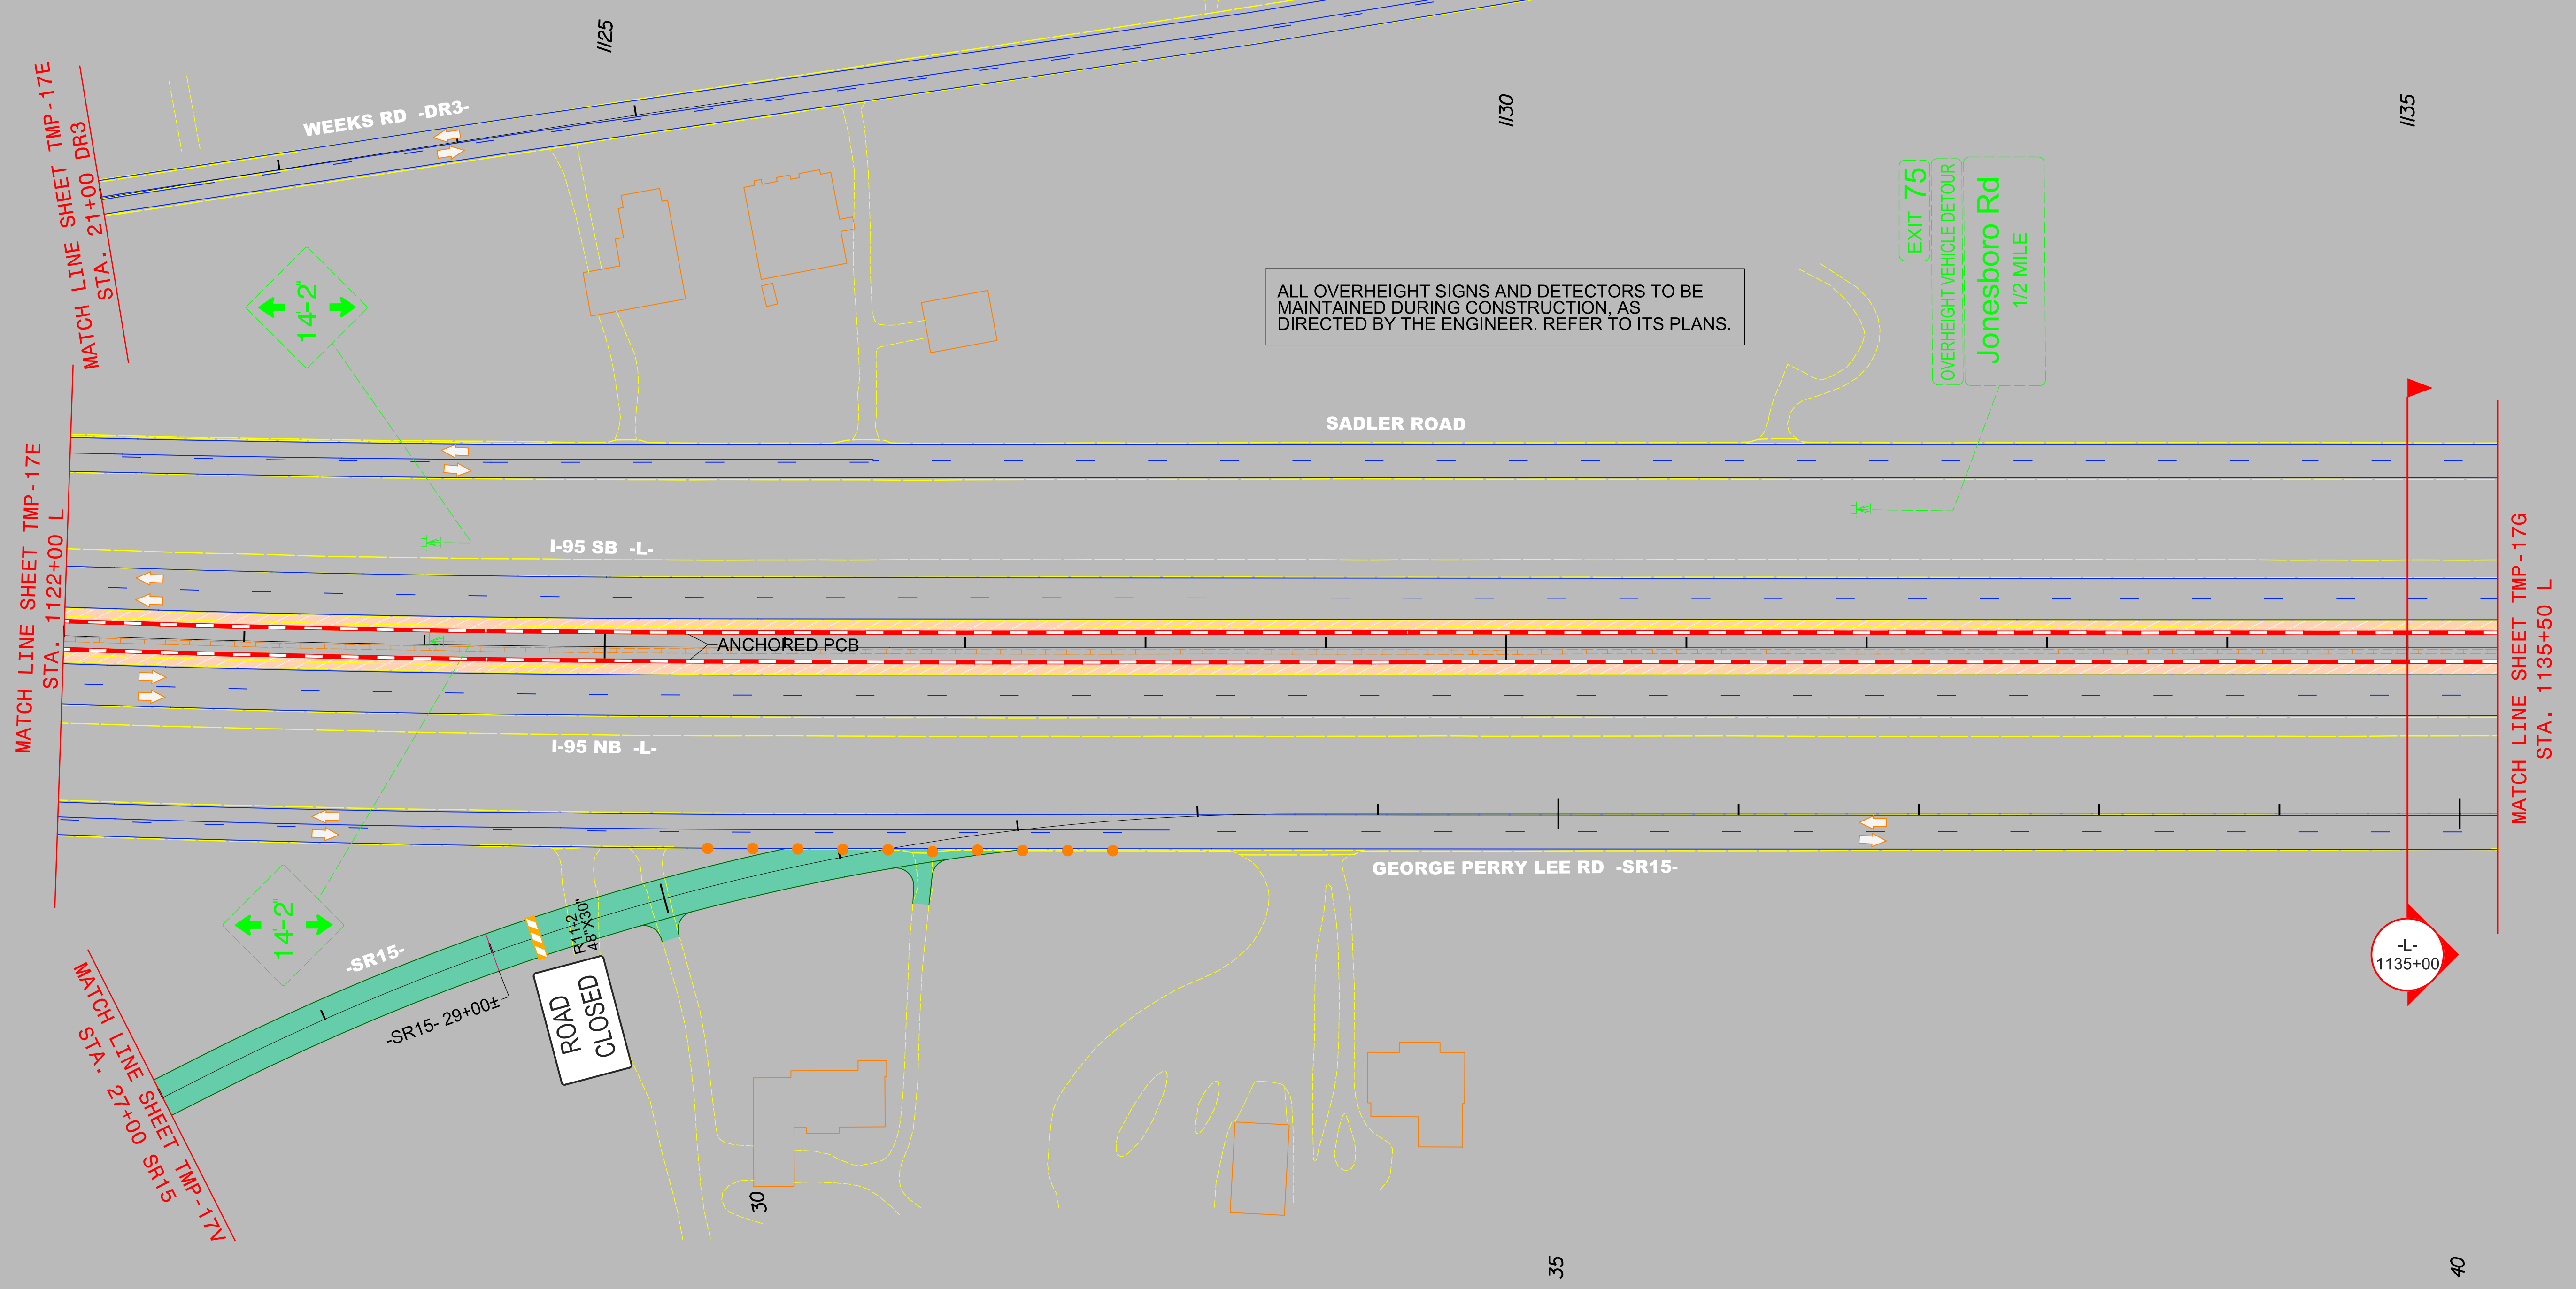 1125
1130
1135
MATCH LINE SHEET TMP-17E
STA. 21+00 DR3
WEEKS RD -DR3-
14'-2"
EXIT 75
OVERHEIGHT VEHICLE DETOUR
Jonesboro Rd
1/2 MILE
ALL OVERHEIGHT SIGNS AND DETECTORS TO BE
MAINTAINED DURING CONSTRUCTION, AS
DIRECTED BY THE ENGINEER. REFER TO ITS PLANS.
SADLER ROAD
MATCH LINE SHEET TMP-17E
STA. 1122+00 L
I-95 SB -L-
ANCHORED PCB
I-95 NB -L-
MATCH LINE SHEET TMP-17G
STA. 1135+50 L
GEORGE PERRY LEE RD -SR15-
14'-2"
-SR15-
R11-2
48"X30"
-SR15- 29+00±
ROAD
CLOSED
-L-
1135+00
MATCH LINE SHEET TMP-17V
STA. 27+00 SR15
30
35
40